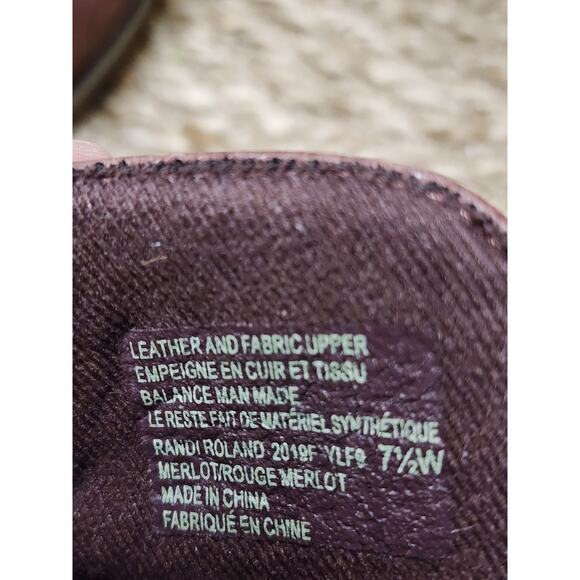 LEATHER AND FABRIC UPPER
EMPEIGNE EN CUIR ET TISSU
BALANCE MAN MADE
LE RESTE FAIT DE MATÉRIEL SYNTHÉTIQUE
RANDI ROLAND 2019F YLF9 7½W
MERLOT/ROUGE MERLOT
MADE IN CHINA
FABRIQUÉ EN CHINE